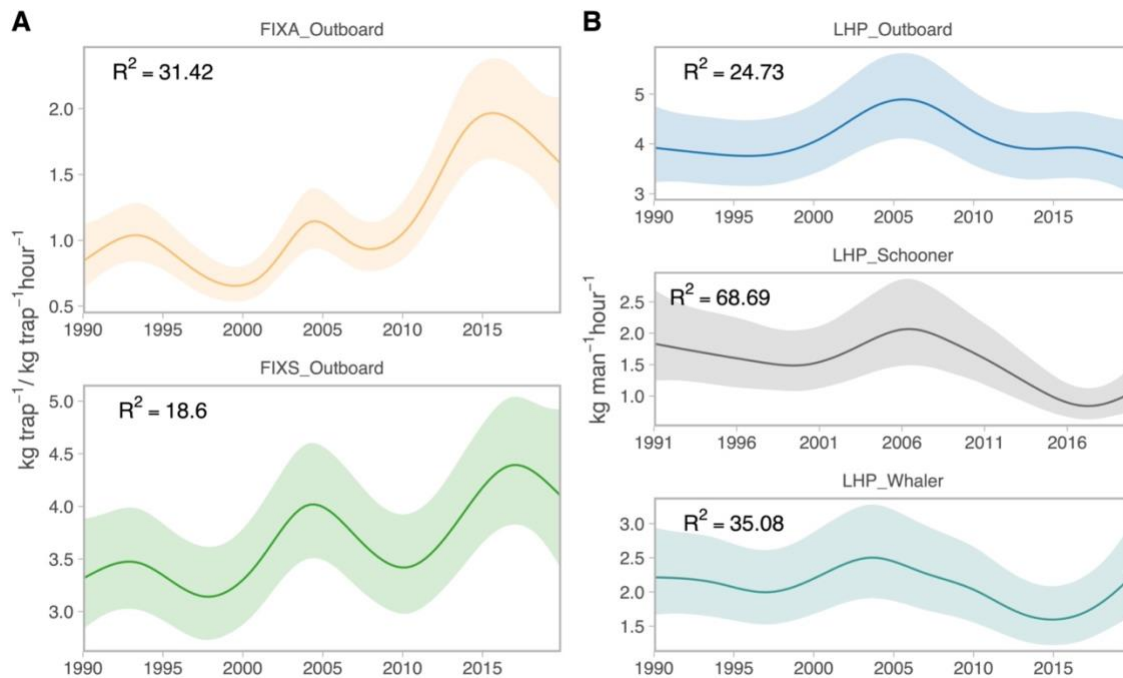 A
FIXA_Outboard
R² = 31.42
2.0
1.5
1.0
0.5
1990 1995 2000 2005 2010 2015
FIXS_Outboard
R² = 18.6
5.0
4.5
4.0
3.5
3.0
1990 1995 2000 2005 2010 2015
kg trap⁻¹/ kg trap⁻¹hour⁻¹
B
LHP_Outboard
R² = 24.73
5
4
3
1990 1995 2000 2005 2010 2015
LHP_Schooner
R² = 68.69
2.5
2.0
1.5
1.0
1991 1996 2001 2006 2011 2016
LHP_Whaler
R² = 35.08
3.0
2.5
2.0
1.5
1990 1995 2000 2005 2010 2015
kg man⁻¹hour⁻¹